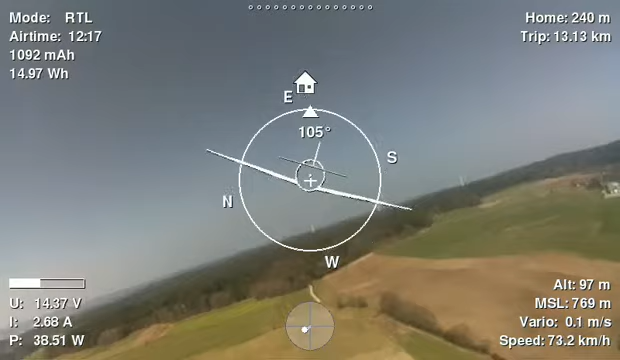 Mode: RTL
Airtime: 12:17
1092 mAh
14.97 Wh
Home: 240 m
Trip: 13.13 km
E
105°
S
N
W
U: 14.37 V
I: 2.68 A
P: 38.51 W
Alt: 97 m
MSL: 769 m
Vario: 0.1 m/s
Speed: 73.2 km/h